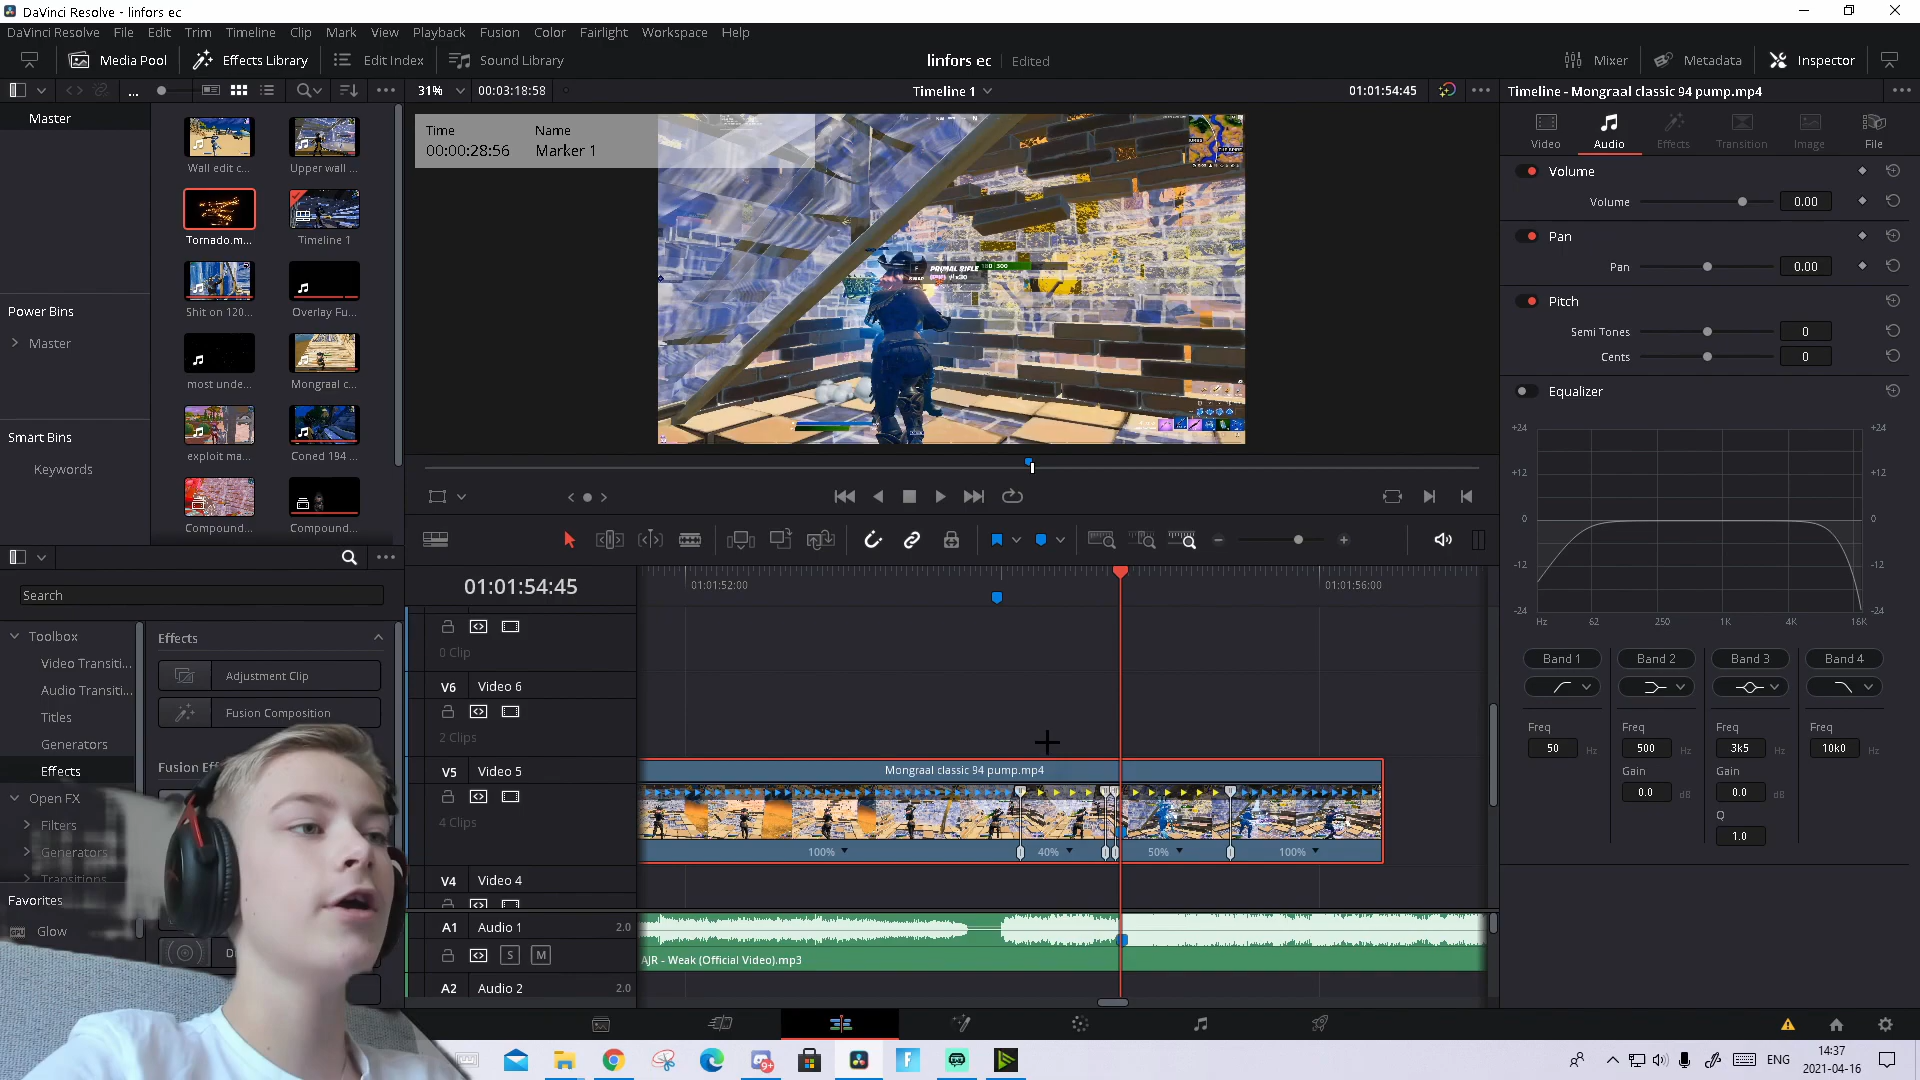 DaVinci Resolve - linfors ec
DaVinci Resolve File Edit Trim Timeline Clip Mark View Playback Fusion Color Fairlight Workspace Help
Media Pool Effects Library Edit Index Sound Library linfors ec Edited Mixer Metadata Inspector
... 31% 00:03:18:58 Timeline 1 01:01:54:45 Timeline - Mongraal classic 94 pump.mp4
Master
Wall edit c... Upper wall ...
Tornado.m... Timeline 1
Shit on 120... Overlay Fu...
most unde... Mongraal c...
exploit ma... Coned 194 ...
Compound... Compound...
Power Bins
Master
Smart Bins
Keywords
Time Name
00:00:28:56 Marker 1
PRIMAL RIFLE
Video Audio Effects Transition Image File
Volume
Volume 0.00
Pan
Pan 0.00
Pitch
Semi Tones 0
Cents 0
Equalizer
+24 +24
+12 +12
0 0
-12 -12
-24 -24
Hz 62 250 1K 4K 16K
Band 1 Band 2 Band 3 Band 4
Freq Freq Freq Freq
50 Hz 500 Hz 3k5 Hz 10k0 Hz
Gain Gain
0.0 dB 0.0 dB
Q
1.0
Search
Toolbox
Video Transiti...
Audio Transiti...
Titles
Generators
Effects
Open FX
Filters
Generators
Transitions
Favorites
Glow
Effects
Adjustment Clip
Fusion Composition
Fusion Eff
01:01:54:45 01:01:52:00 01:01:56:00
0 Clip
V6 Video 6
2 Clips
V5 Video 5
4 Clips
Mongraal classic 94 pump.mp4
100% 40% 50% 100%
V4 Video 4
A1 Audio 1 2.0
S M
AJR - Weak (Official Video).mp3
A2 Audio 2 2.0
9+
ENG
14:37
2021-04-16